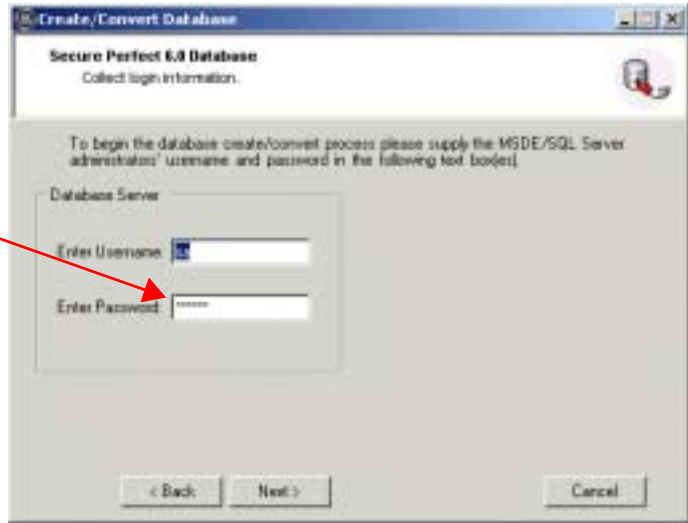 Create/Convert Database
Secure Perfect 6.0 Database
Collect login information.
To begin the database create/convert process please supply the MSDE/SQL Server
administrators' username and password in the following text box(es).
Database Server
Enter Username: sa
Enter Password: ******
< Back
Next >
Cancel